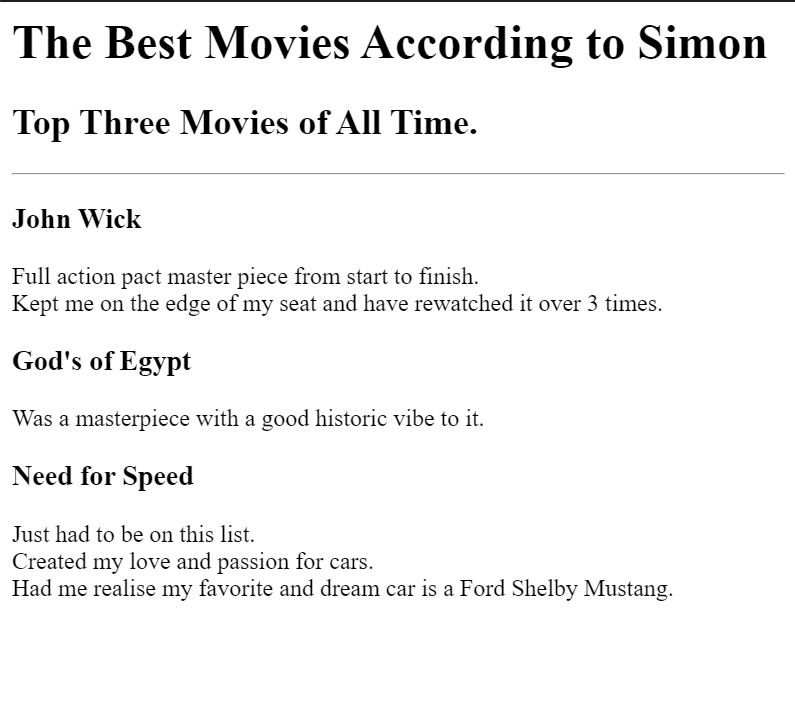 The Best Movies According to Simon
Top Three Movies of All Time.
John Wick
Full action pact master piece from start to finish.
Kept me on the edge of my seat and have rewatched it over 3 times.
God's of Egypt
Was a masterpiece with a good historic vibe to it.
Need for Speed
Just had to be on this list.
Created my love and passion for cars.
Had me realise my favorite and dream car is a Ford Shelby Mustang.